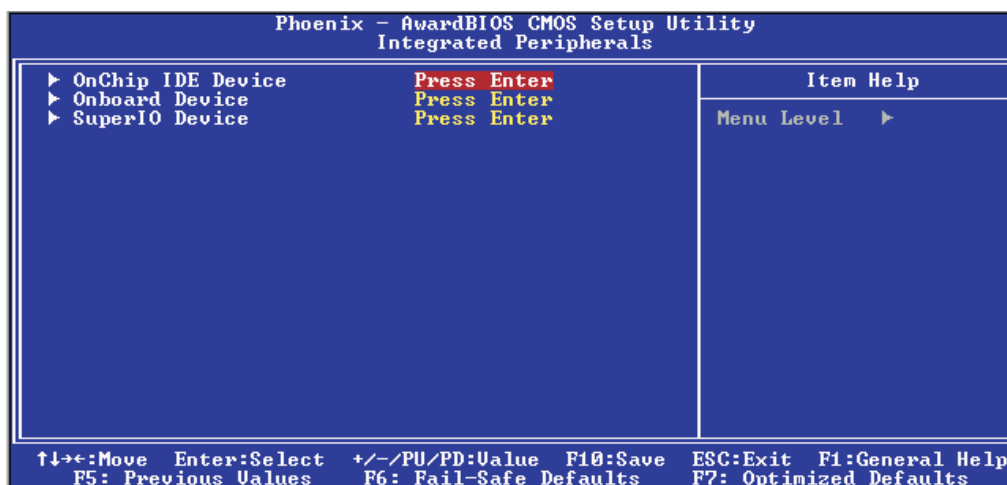 Phoenix - AwardBIOS CMOS Setup Utility
Integrated Peripherals
▶ OnChip IDE Device Press Enter
▶ Onboard Device Press Enter
▶ SuperIO Device Press Enter
Item Help
Menu Level ▶
↑↓→←:Move Enter:Select +/-/PU/PD:Value F10:Save ESC:Exit F1:General Help
F5: Previous Values F6: Fail-Safe Defaults F7: Optimized Defaults